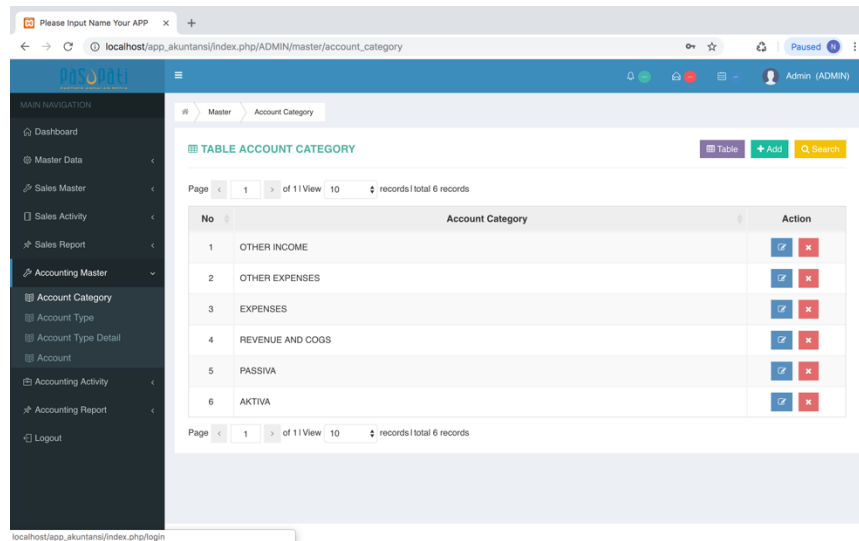 Please Input Name Your APP
localhost/app_akuntansi/index.php/ADMIN/master/account_category
Paused N
pasopati
Admin (ADMIN)
MAIN NAVIGATION
Master Account Category
Dashboard
Master Data
Sales Master
Sales Activity
Sales Report
Accounting Master
Account Category
Account Type
Account Type Detail
Account
Accounting Activity
Accounting Report
Logout
TABLE ACCOUNT CATEGORY
Table Add Search
Page < 1 > of 1 | View 10 records | total 6 records
No Account Category Action
1 OTHER INCOME
2 OTHER EXPENSES
3 EXPENSES
4 REVENUE AND COGS
5 PASSIVA
6 AKTIVA
Page < 1 > of 1 | View 10 records | total 6 records
localhost/app_akuntansi/index.php/login